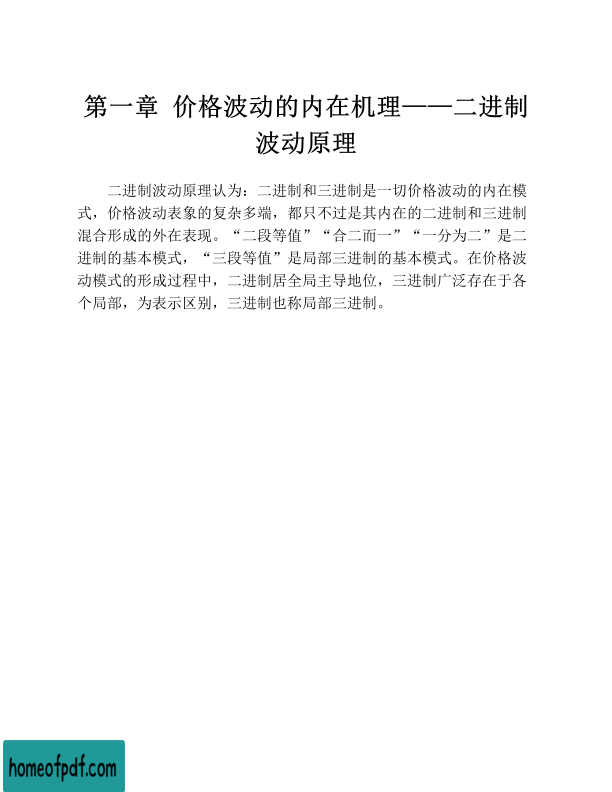 第一章 价格波动的内在机理——二进制
波动原理
二进制波动原理认为：二进制和三进制是一切价格波动的内在模
式，价格波动表象的复杂多端，都只不过是其内在的二进制和三进制
混合形成的外在表现。“二段等值”“合二而一”“一分为二”是二
进制的基本模式，“三段等值”是局部三进制的基本模式。在价格波
动模式的形成过程中，二进制居全局主导地位，三进制广泛存在于各
个局部，为表示区别，三进制也称局部三进制。
homeofpdf.com